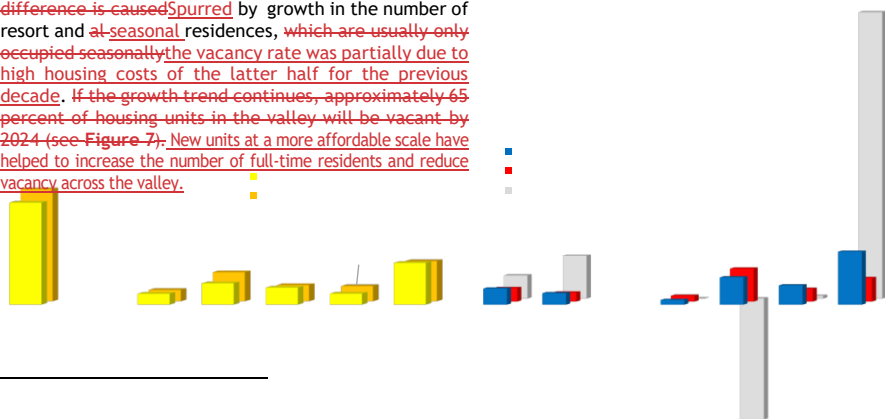 difference is causedSpurred by growth in the number of
resort and al seasonal residences, which are usually only
occupied seasonallythe vacancy rate was partially due to
high housing costs of the latter half for the previous
decade. If the growth trend continues, approximately 65
percent of housing units in the valley will be vacant by
2024 (see Figure 7). New units at a more affordable scale have
helped to increase the number of full-time residents and reduce
vacancy across the valley.